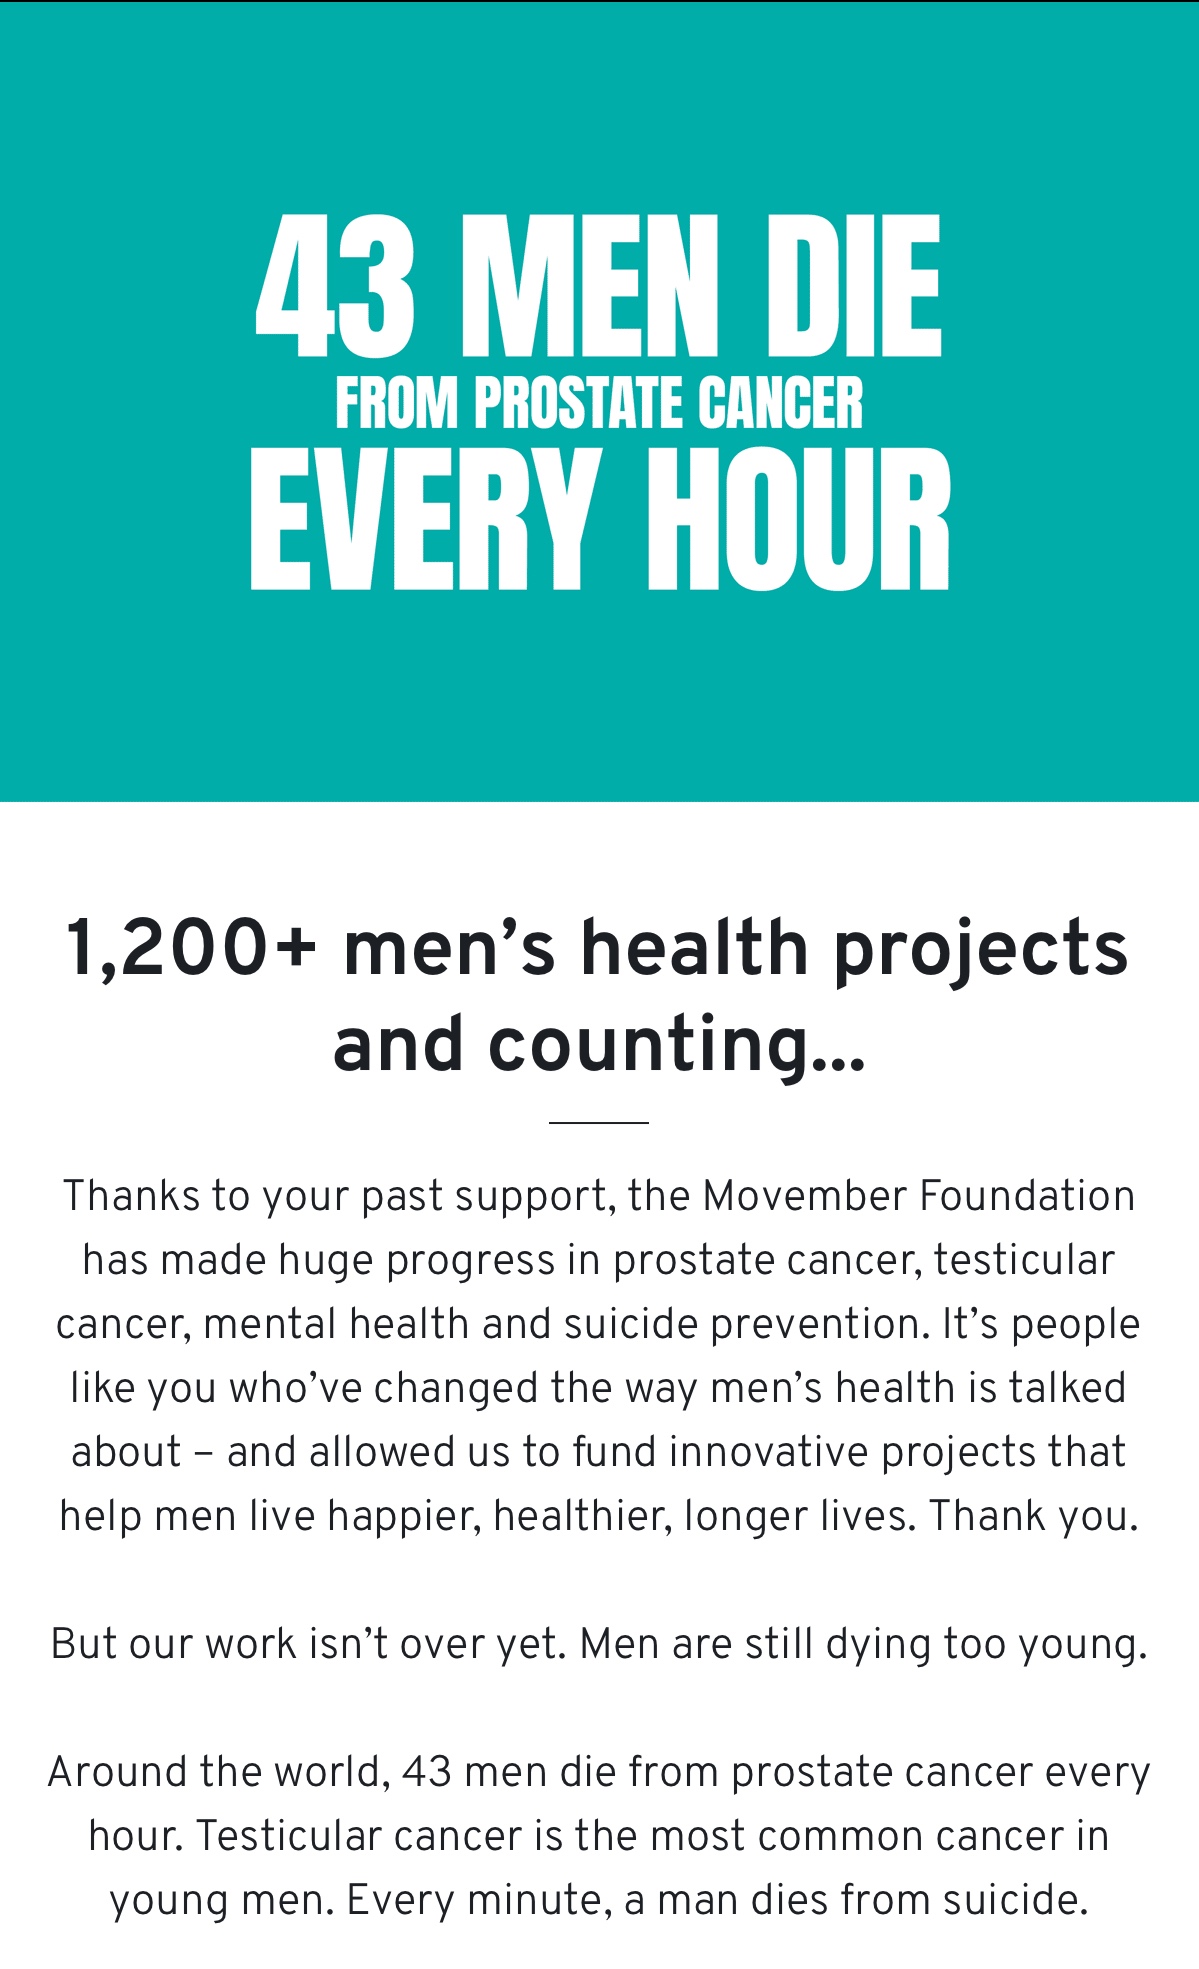 43 MEN DIE
FROM PROSTATE CANCER
EVERY HOUR
1,200+ men’s health projects
and counting...
Thanks to your past support, the Movember Foundation
has made huge progress in prostate cancer, testicular
cancer, mental health and suicide prevention. It’s people
like you who’ve changed the way men’s health is talked
about – and allowed us to fund innovative projects that
help men live happier, healthier, longer lives. Thank you.
But our work isn’t over yet. Men are still dying too young.
Around the world, 43 men die from prostate cancer every
hour. Testicular cancer is the most common cancer in
young men. Every minute, a man dies from suicide.